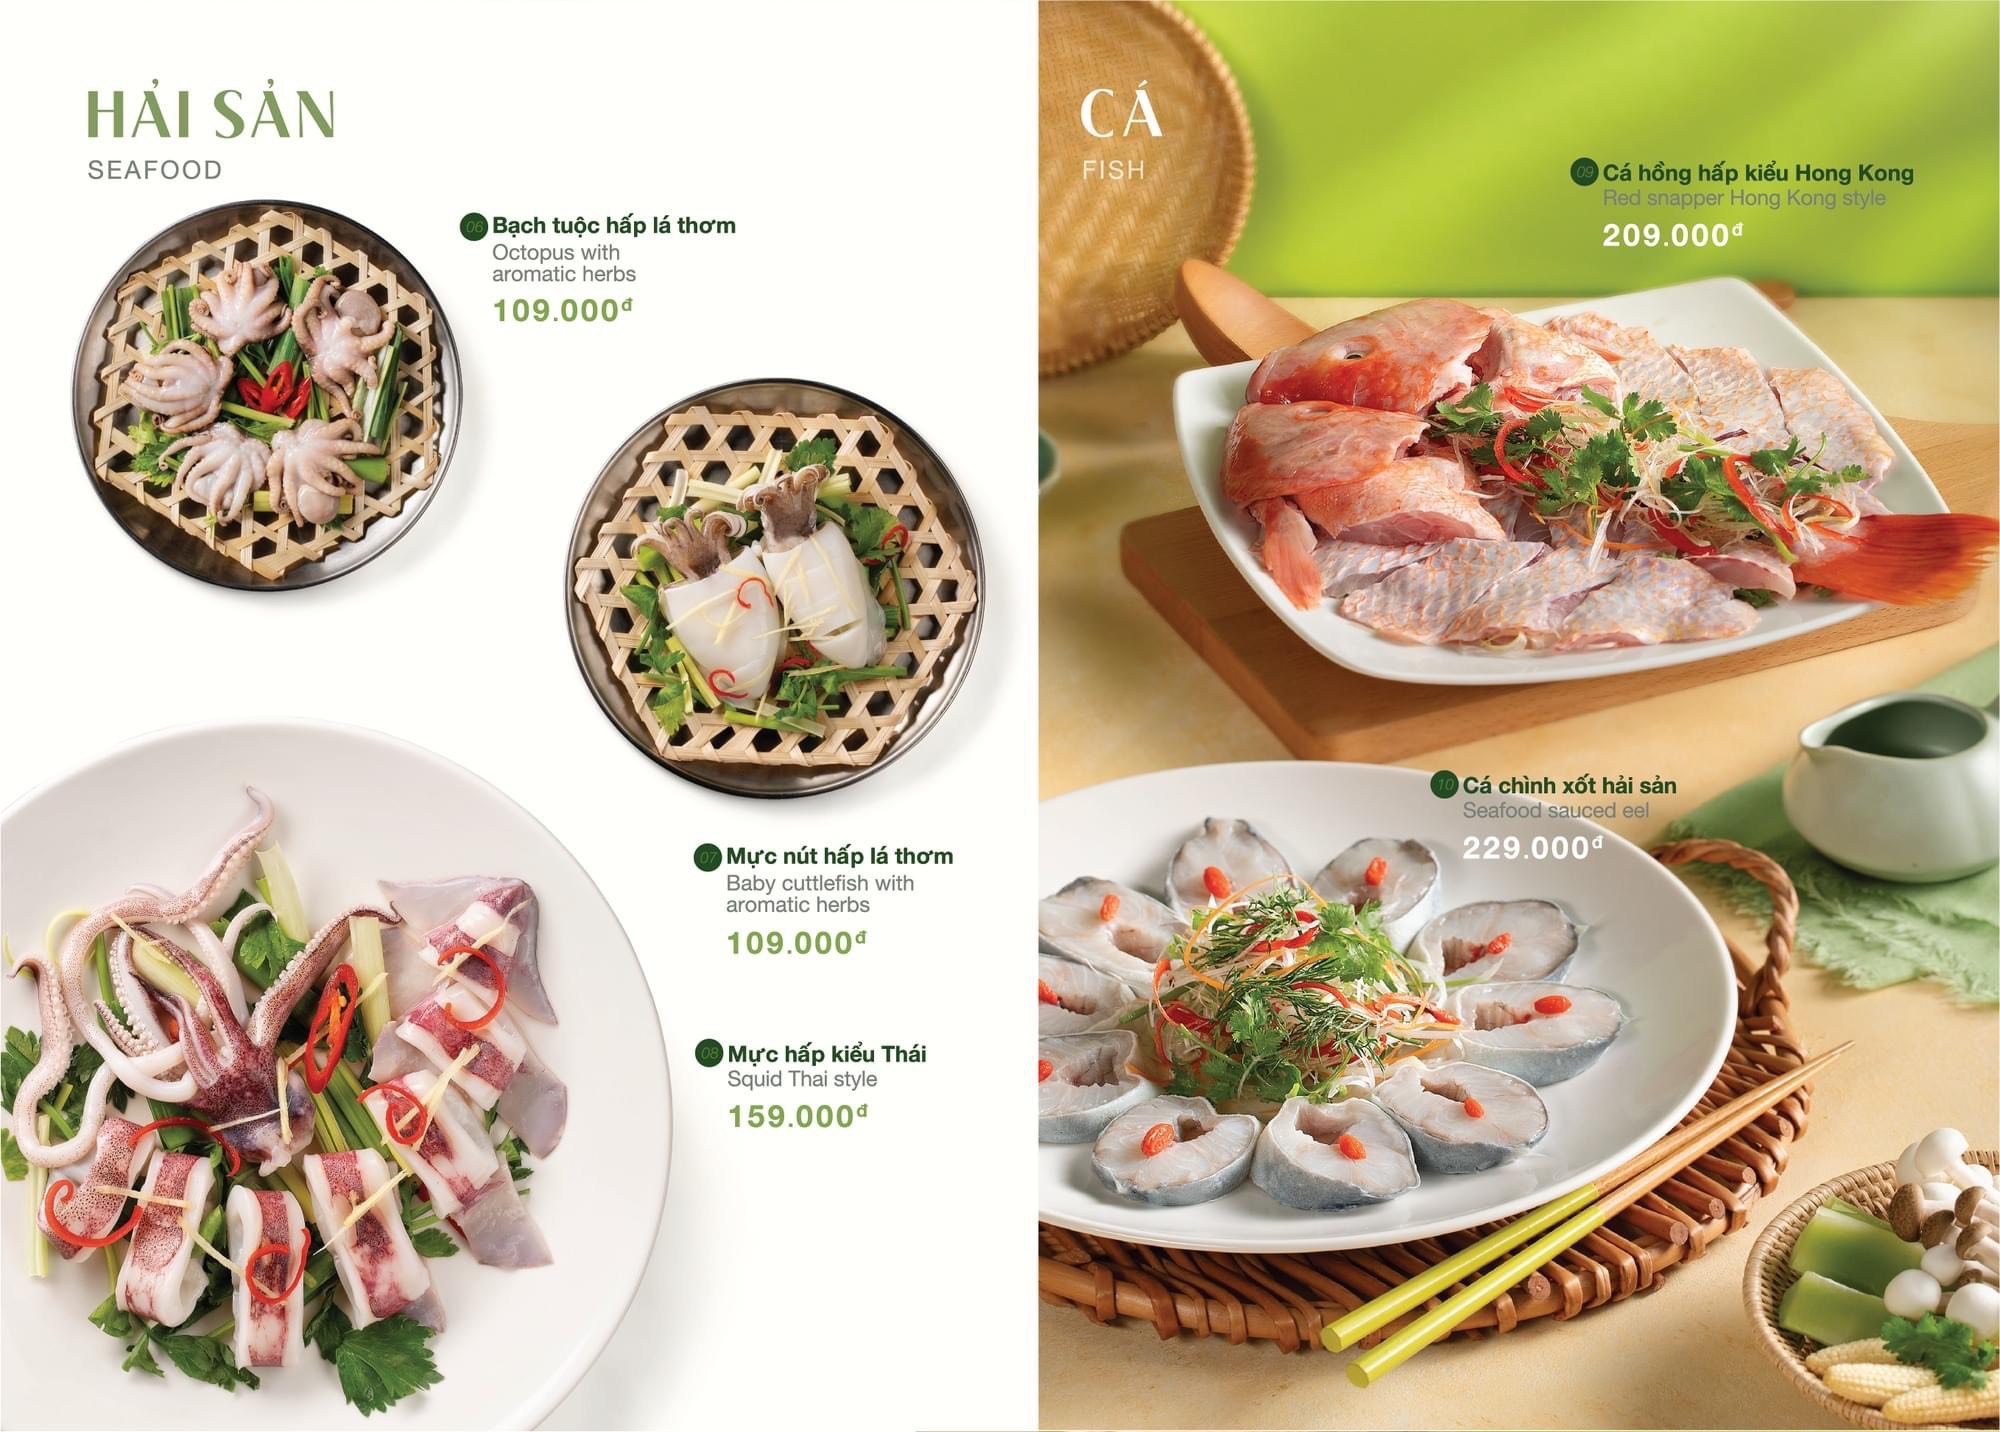 HẢI SẢN
SEAFOOD
06 Bạch tuộc hấp lá thơm
Octopus with
aromatic herbs
109.000đ
07 Mực nút hấp lá thơm
Baby cuttlefish with
aromatic herbs
109.000đ
08 Mực hấp kiểu Thái
Squid Thai style
159.000đ
CÁ
FISH
09 Cá hồng hấp kiểu Hong Kong
Red snapper Hong Kong style
209.000đ
10 Cá chình xốt hải sản
Seafood sauced eel
229.000đ